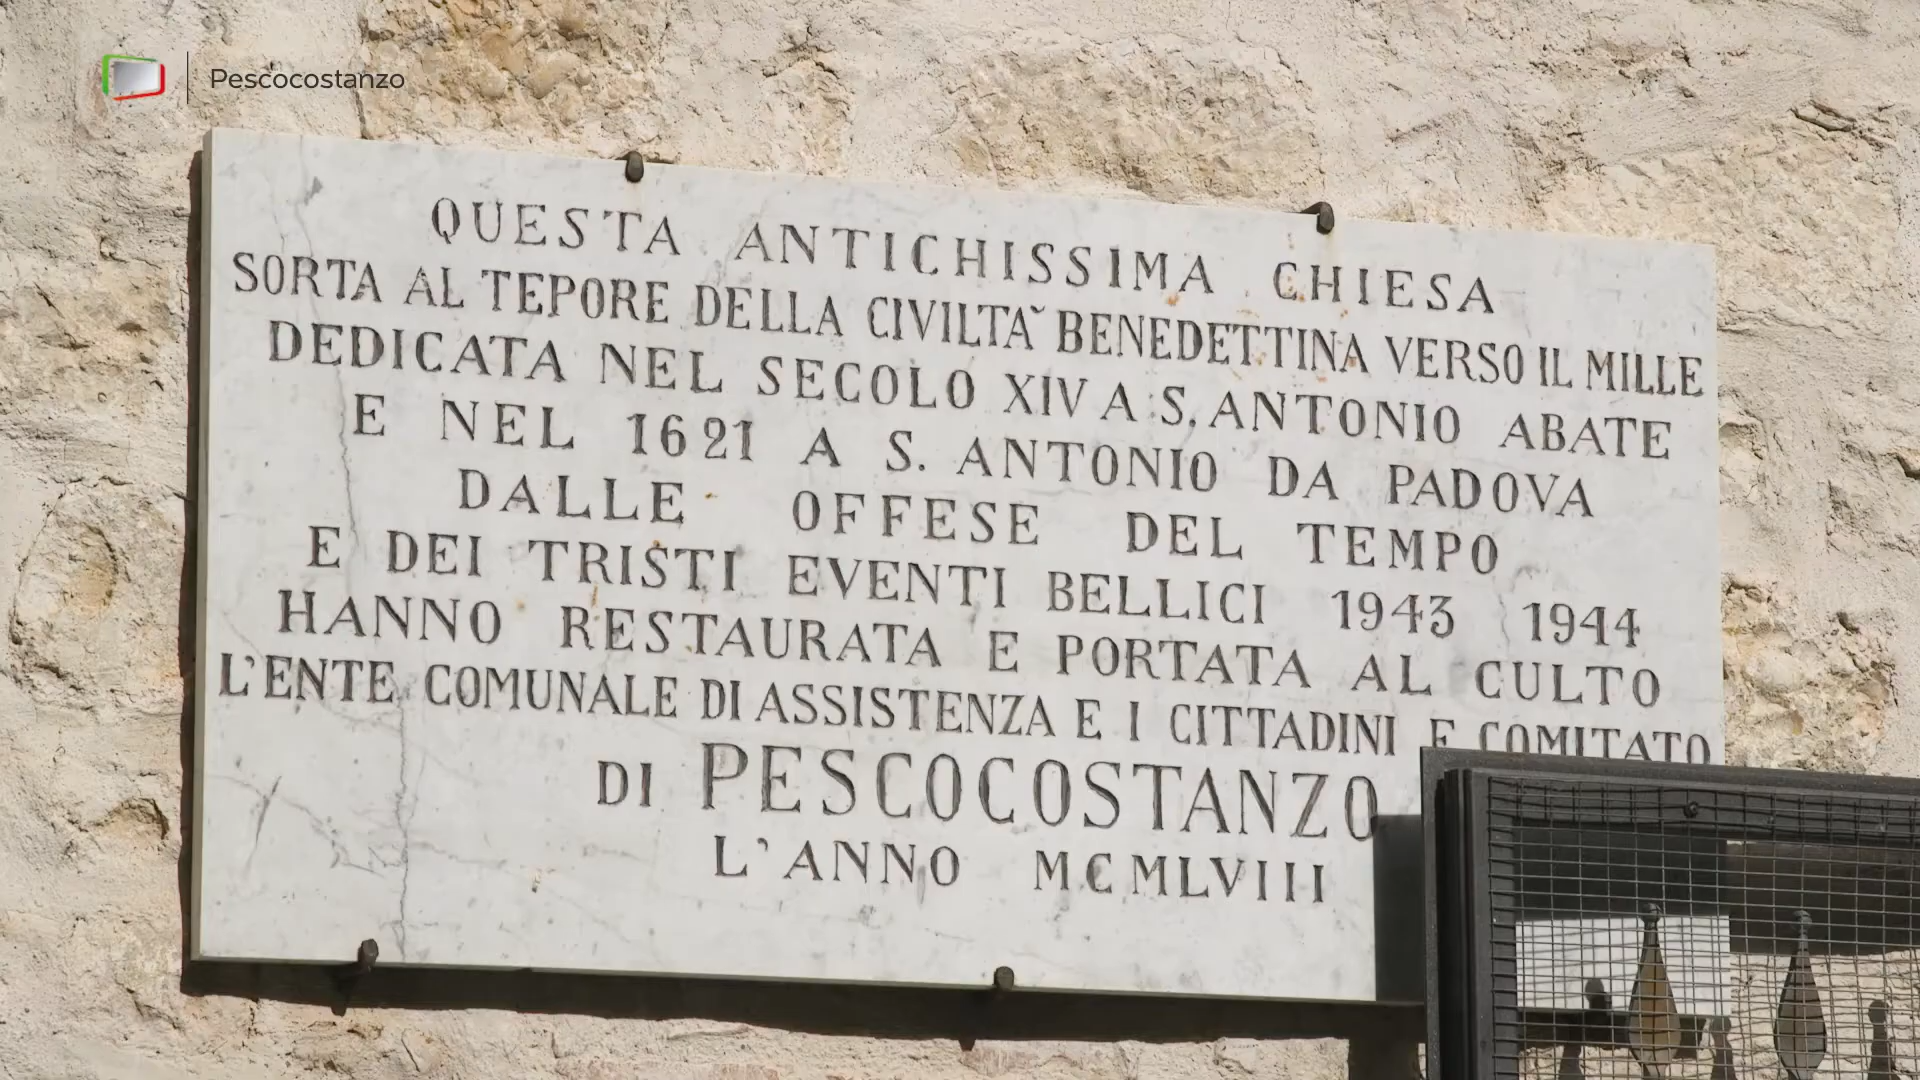 Pescocostanzo
QUESTA ANTICHISSIMA CHIESA
SORTA AL TEPORE DELLA CIVILTÀ BENEDETTINA VERSO IL MILLE
DEDICATA NEL SECOLO XIV A S. ANTONIO ABATE
E NEL 1621 A S. ANTONIO DA PADOVA
DALLE OFFESE DEL TEMPO
E DEI TRISTI EVENTI BELLICI 1943 1944
HANNO RESTAURATA E PORTATA AL CULTO
L'ENTE COMUNALE DI ASSISTENZA E I CITTADINI E COMITATO
DI PESCOCOSTANZO
L'ANNO MCMLVIII